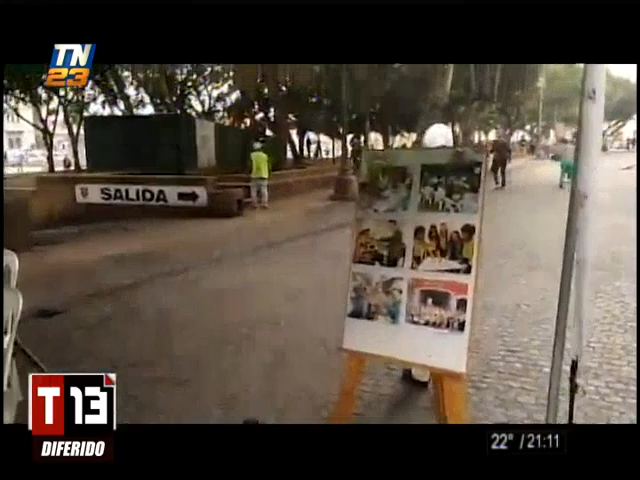 TN
23
SALIDA
T 13
DIFERIDO
22° / 21:11